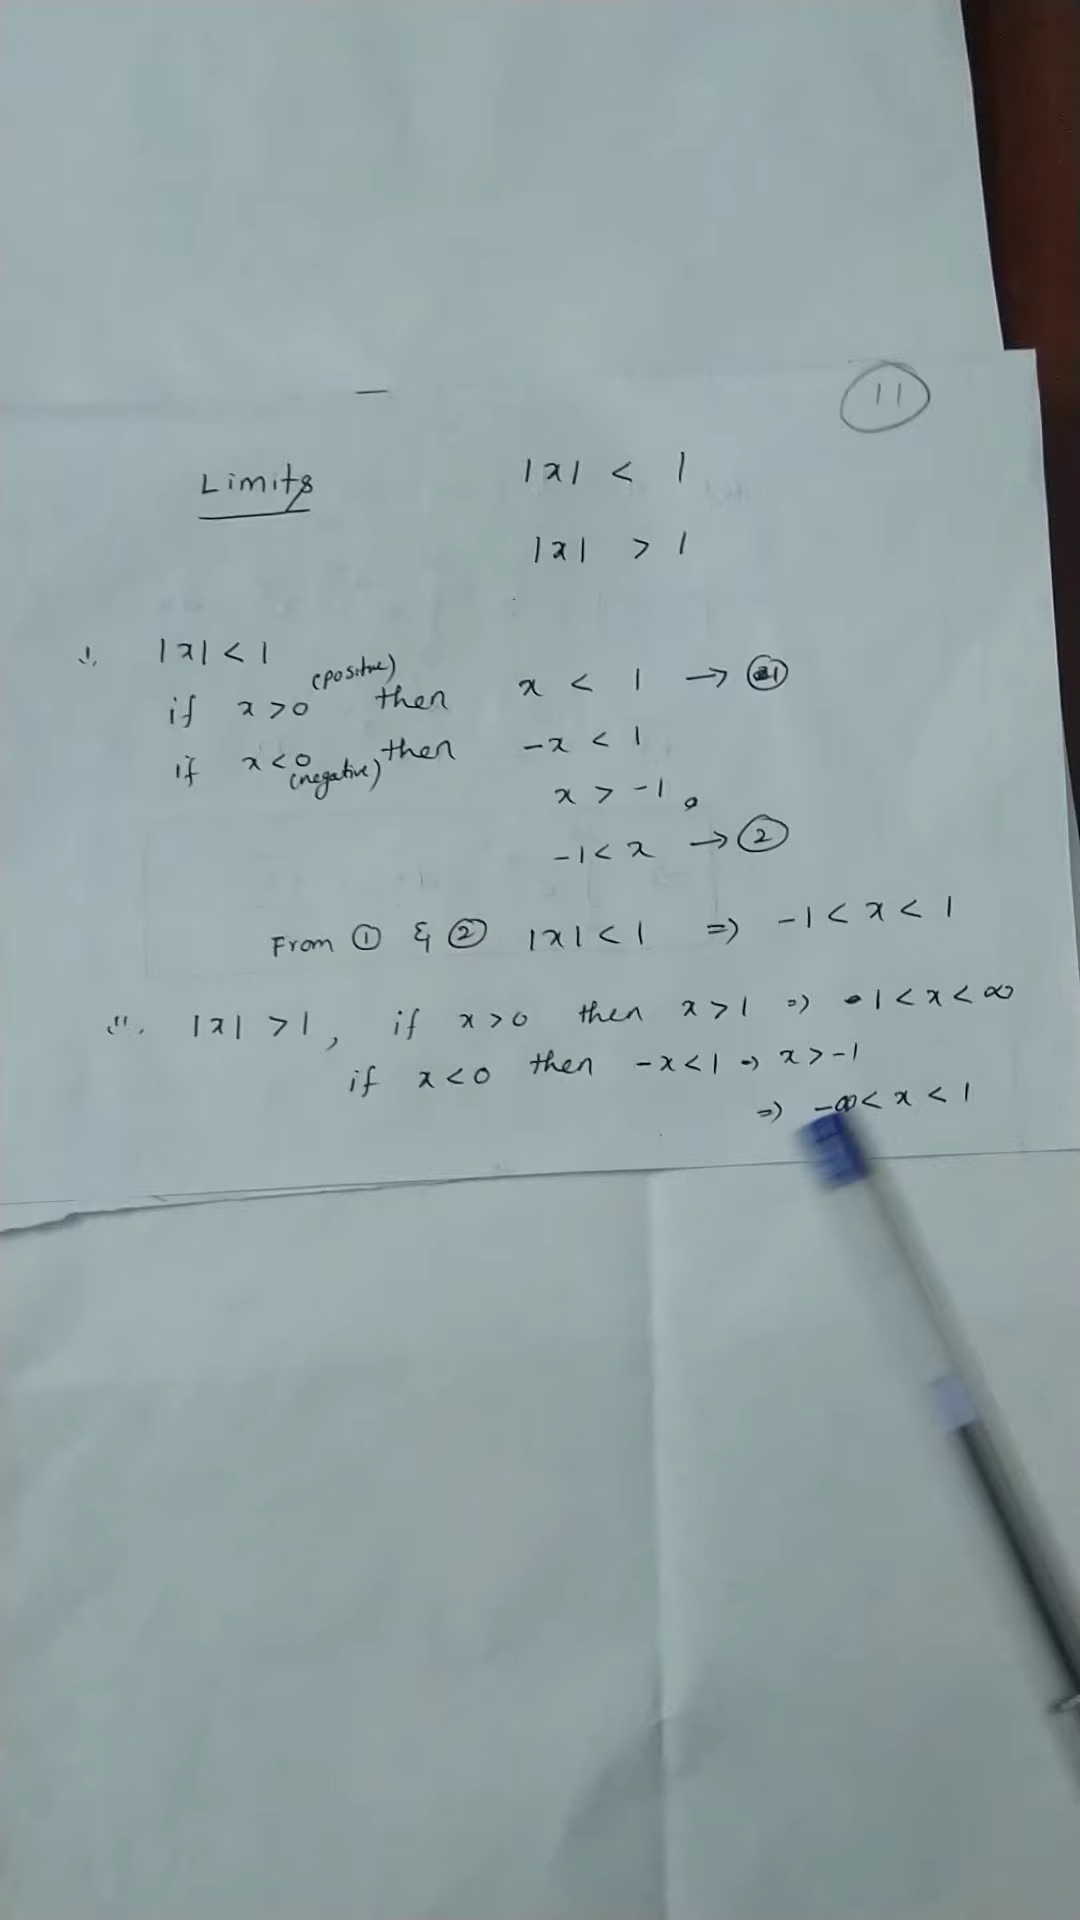 11
Limits |x| < 1
|x| > 1
i. |x| < 1
if x > 0 (positive) then x < 1 → ①
if x < 0 (negative) then -x < 1
x > -1
-1 < x → ②
From ① & ② |x| < 1 => -1 < x < 1
ii. |x| > 1, if x > 0 then x > 1 => 1 < x < ∞
if x < 0 then -x < 1 => x > -1
=> -∞ < x < 1